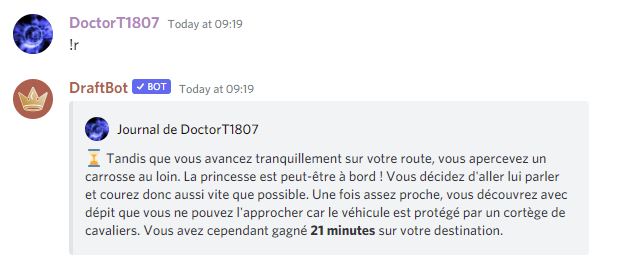 DoctorT1807 Today at 09:19
!r
DraftBot ✓ BOT Today at 09:19
Journal de DoctorT1807
⏳ Tandis que vous avancez tranquillement sur votre route, vous apercevez un
carrosse au loin. La princesse est peut-être à bord ! Vous décidez d'aller lui parler
et courez donc aussi vite que possible. Une fois assez proche, vous découvrez avec
dépit que vous ne pouvez l'approcher car le véhicule est protégé par un cortège de
cavaliers. Vous avez cependant gagné 21 minutes sur votre destination.